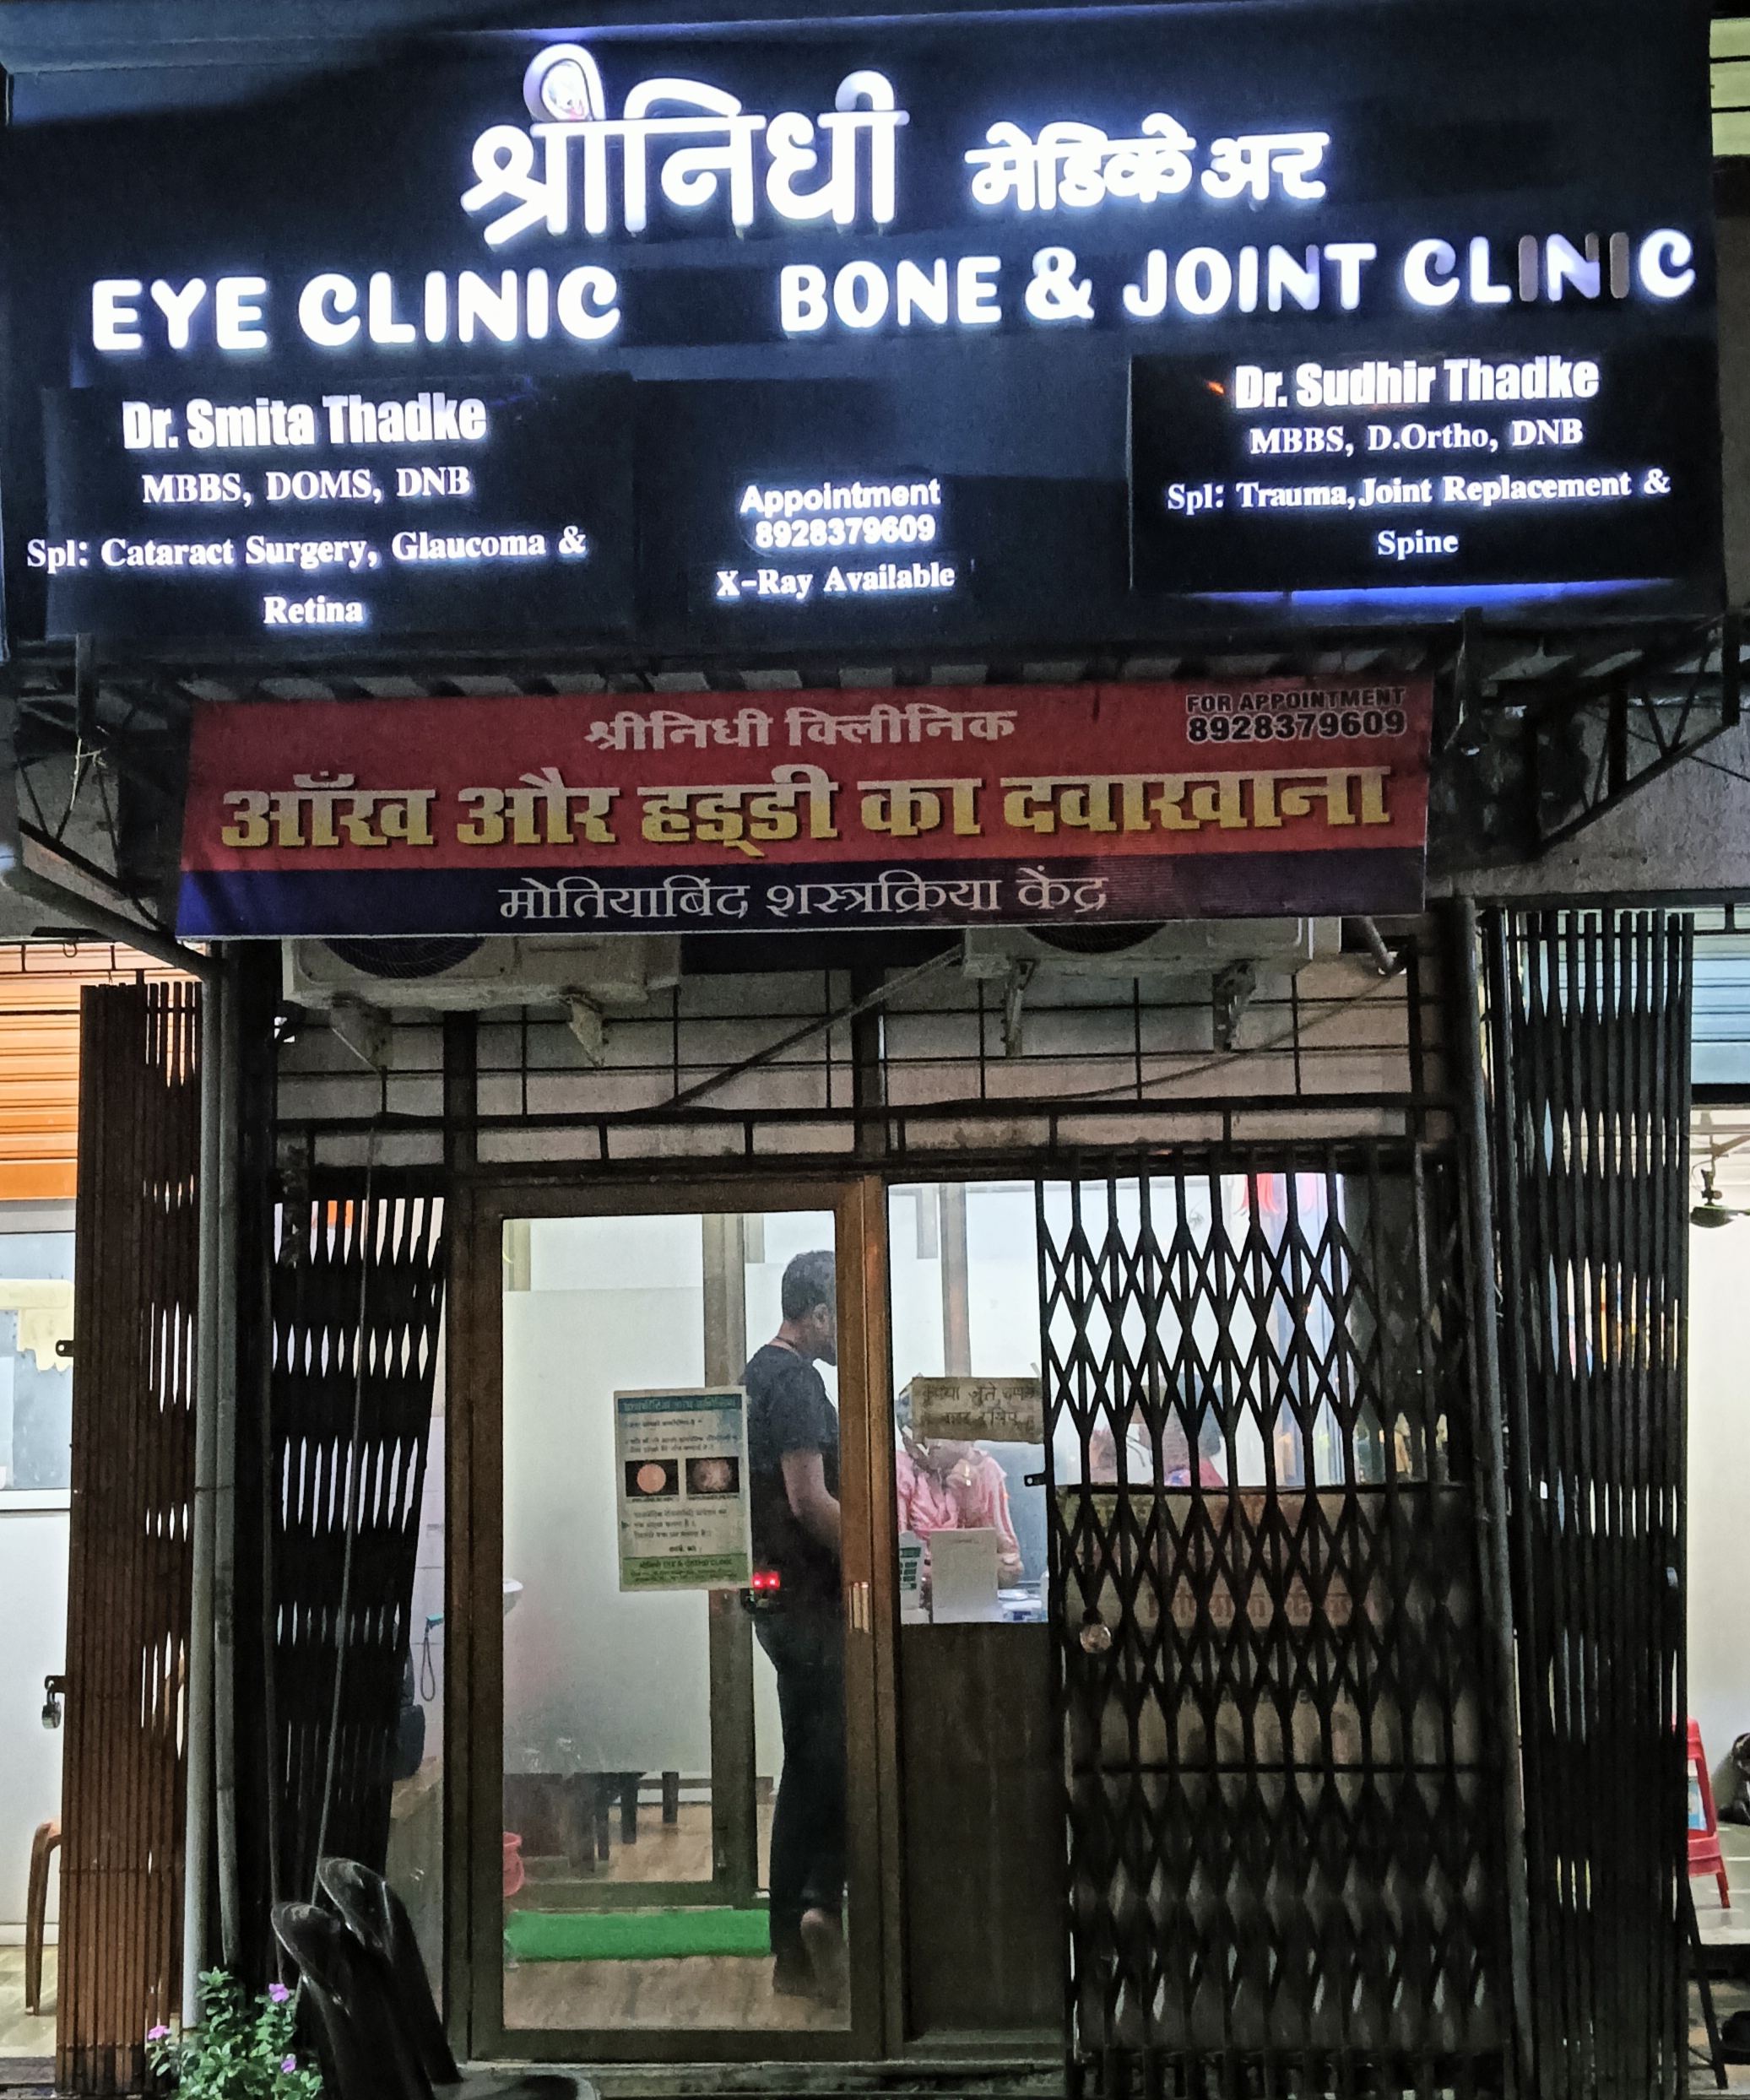 श्रीनिधी मेडिकेअर
EYE CLINIC
BONE & JOINT CLINIC
Dr. Smita Thadke
MBBS, DOMS, DNB
Spl: Cataract Surgery, Glaucoma &
Retina
Appointment
8928379609
X-Ray Available
Dr. Sudhir Thadke
MBBS, D.Ortho, DNB
Spl: Trauma, Joint Replacement &
Spine
श्रीनिधी क्लिीनिक
FOR APPOINTMENT
8928379609
आँख और हड्डी का दवाखाना
मोतियाबिंद शस्त्रक्रिया केंद्र
कृपया जुते